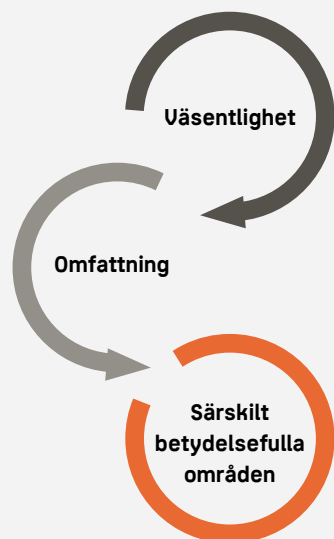 Väsentlighet
Omfattning
Särskilt
betydelsefulla
områden